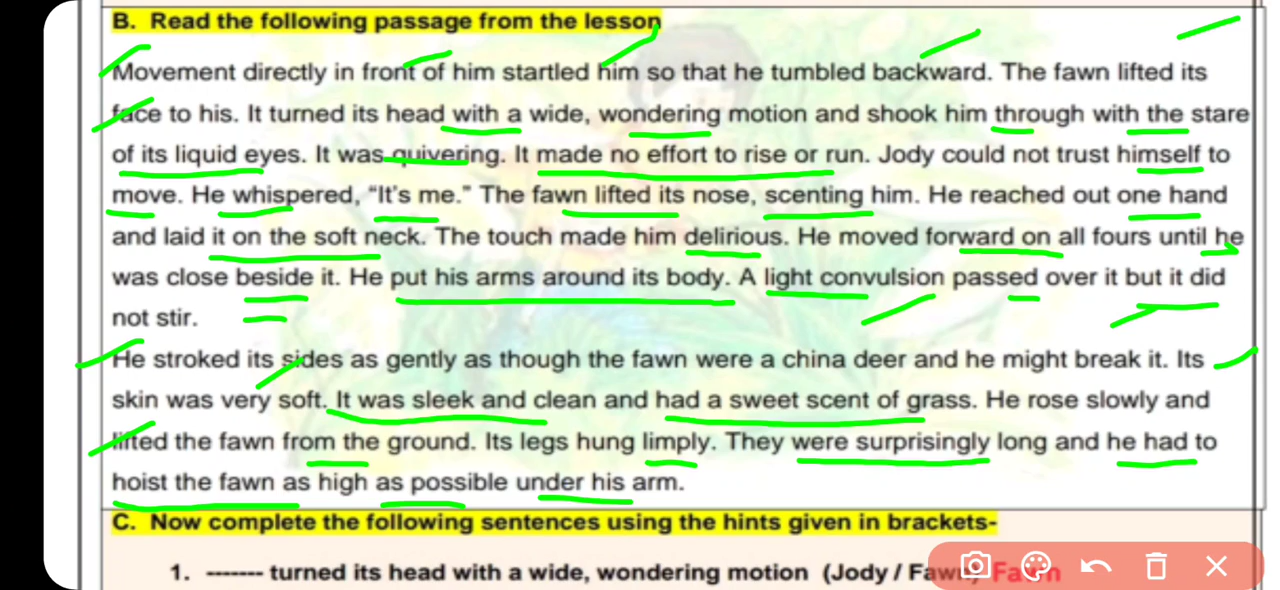 B. Read the following passage from the lesson
Movement directly in front of him startled him so that he tumbled backward. The fawn lifted its
face to his. It turned its head with a wide, wondering motion and shook him through with the stare
of its liquid eyes. It was quivering. It made no effort to rise or run. Jody could not trust himself to
move. He whispered, “It’s me.” The fawn lifted its nose, scenting him. He reached out one hand
and laid it on the soft neck. The touch made him delirious. He moved forward on all fours until he
was close beside it. He put his arms around its body. A light convulsion passed over it but it did
not stir.
He stroked its sides as gently as though the fawn were a china deer and he might break it. Its
skin was very soft. It was sleek and clean and had a sweet scent of grass. He rose slowly and
lifted the fawn from the ground. Its legs hung limply. They were surprisingly long and he had to
hoist the fawn as high as possible under his arm.
C. Now complete the following sentences using the hints given in brackets-
1. ------- turned its head with a wide, wondering motion (Jody / Fawn) Fawn